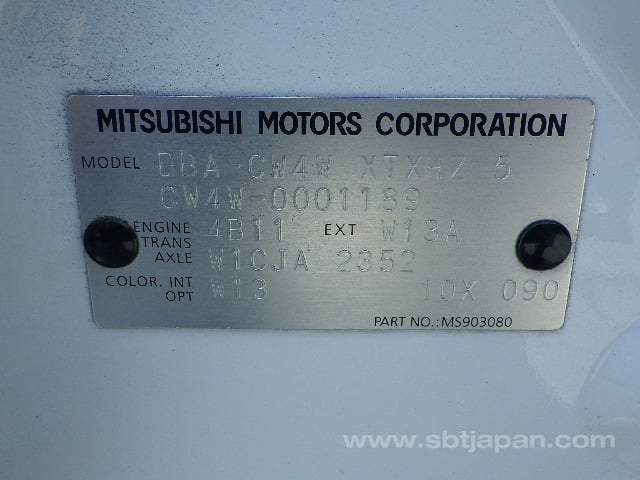 MITSUBISHI MOTORS CORPORATION
MODEL DBA-CW4W XTXHZ 5
CW4W-0001189
ENGINE 4B11 EXT W13A
TRANS
AXLE W1CJA 2352
COLOR. INT W13 10X 090
OPT
PART NO.:MS903080
www.sbtjapan.com